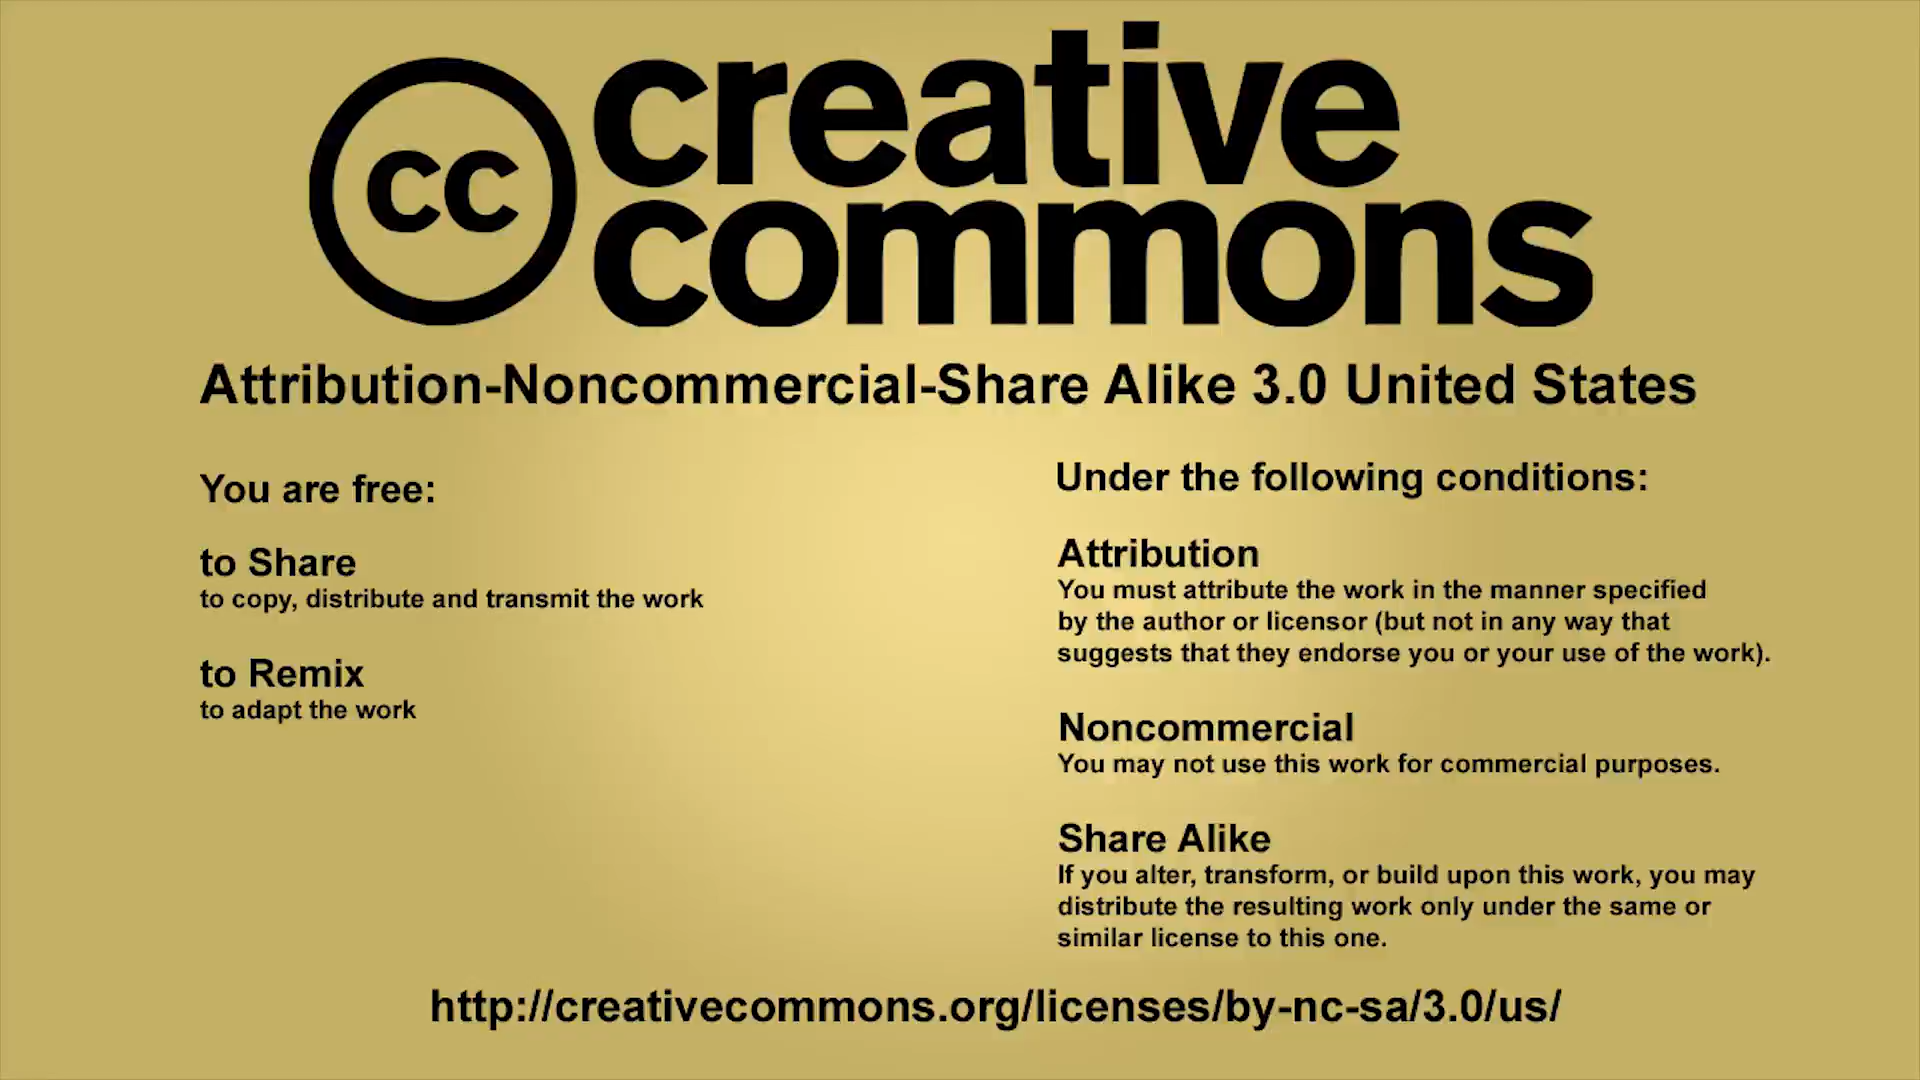 cc
creative
commons
Attribution-Noncommercial-Share Alike 3.0 United States
You are free:
to Share
to copy, distribute and transmit the work
to Remix
to adapt the work
Under the following conditions:
Attribution
You must attribute the work in the manner specified
by the author or licensor (but not in any way that
suggests that they endorse you or your use of the work).
Noncommercial
You may not use this work for commercial purposes.
Share Alike
If you alter, transform, or build upon this work, you may
distribute the resulting work only under the same or
similar license to this one.
http://creativecommons.org/licenses/by-nc-sa/3.0/us/